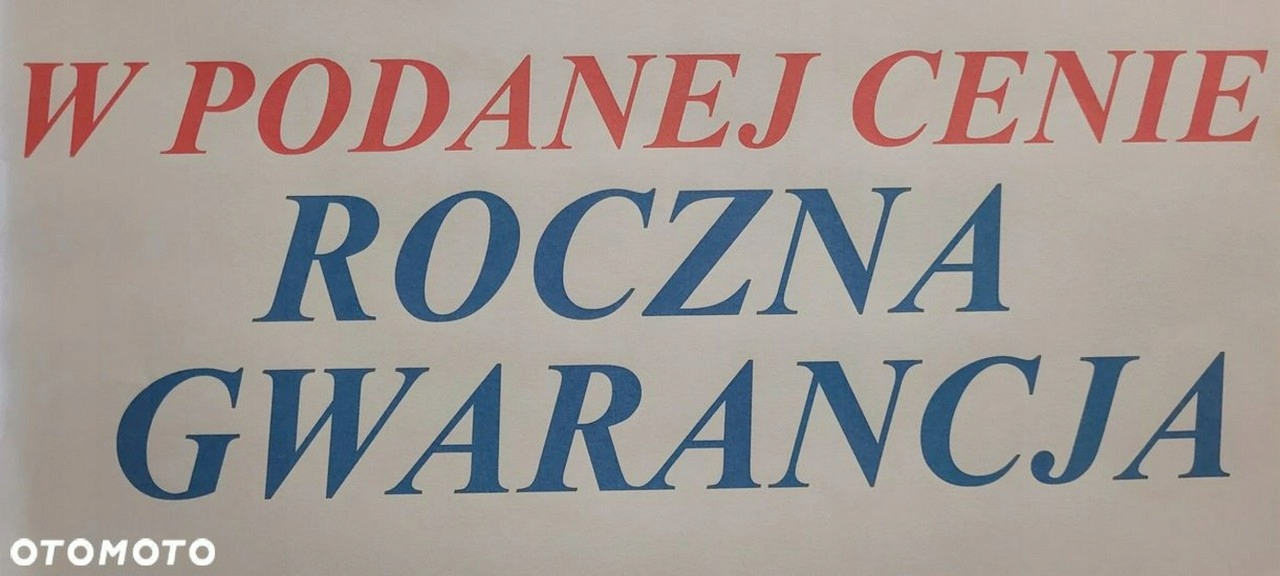 W PODANEJ CENIE
ROCZNA
GWARANCJA
OTOMOTO